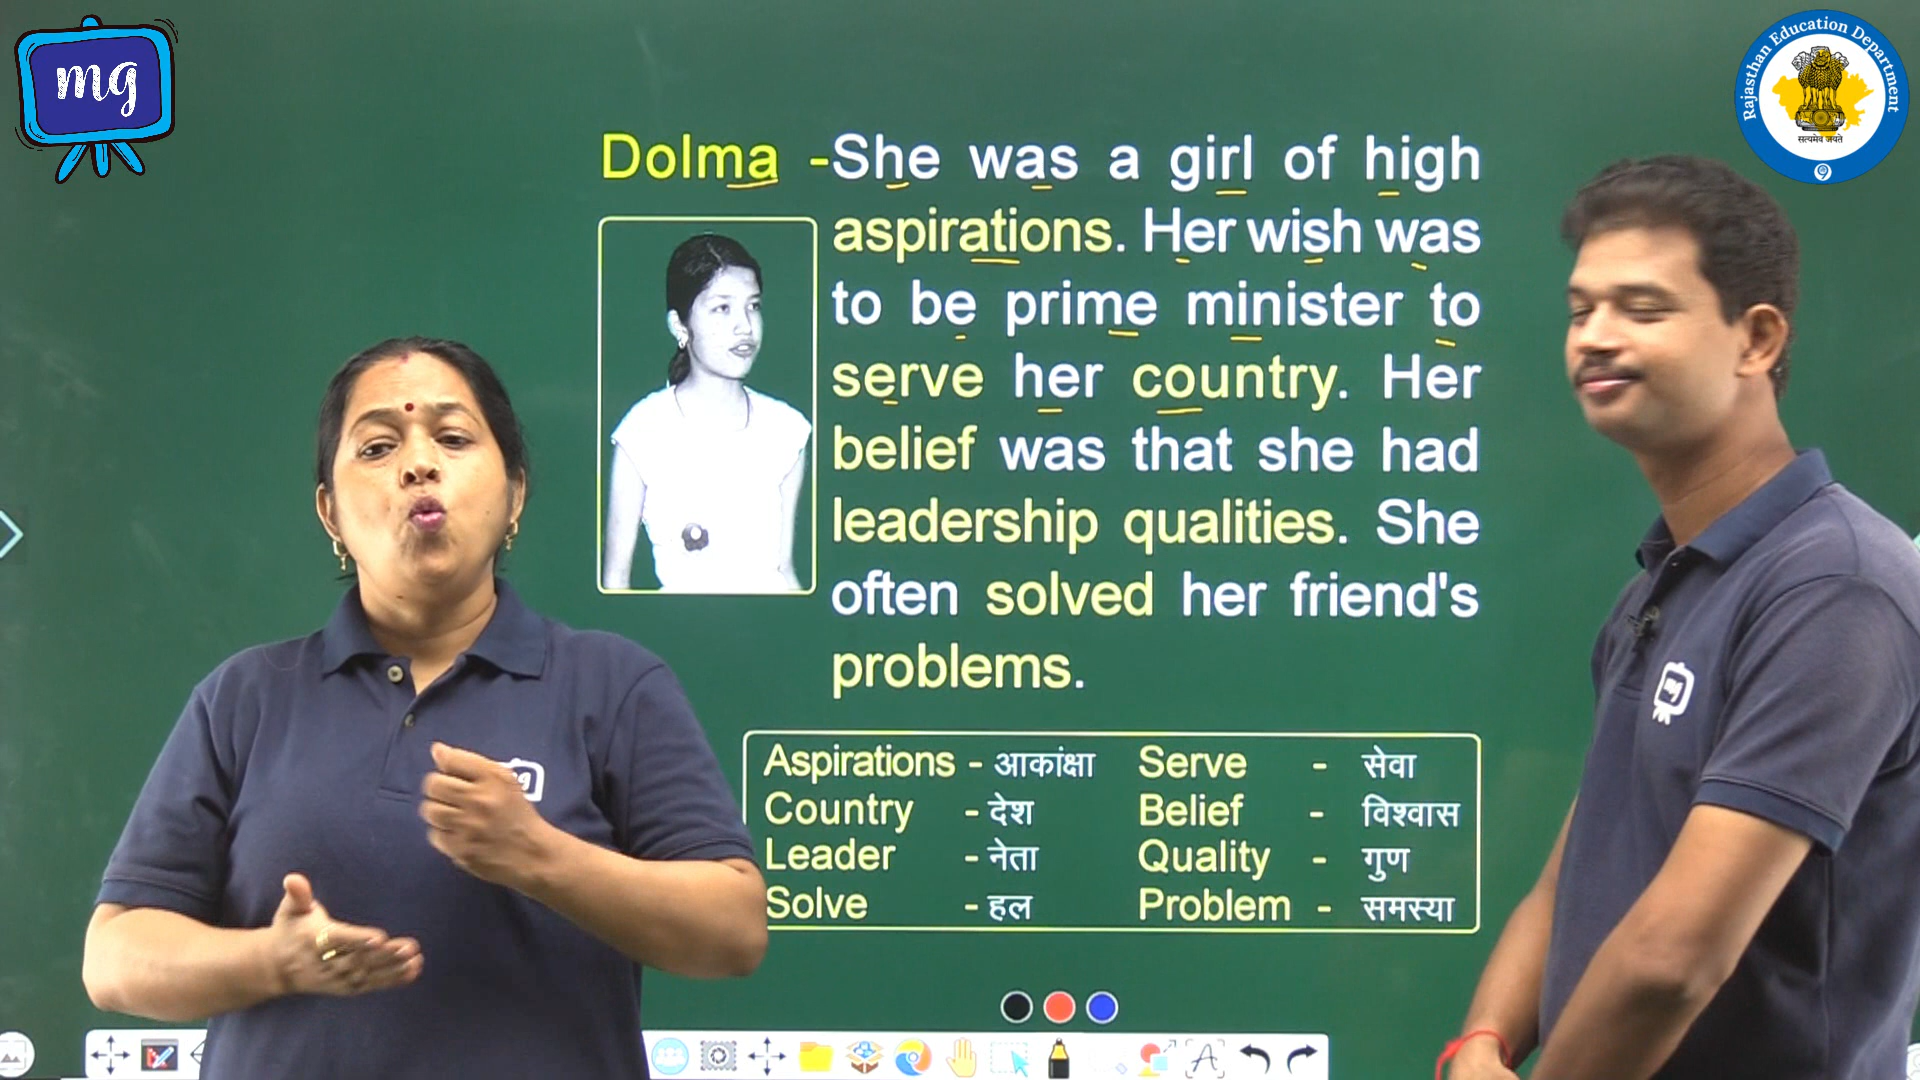 mg
Rajasthan Education Department
सत्यमेव जयते
Dolma -She was a girl of high
aspirations. Her wish was
to be prime minister to
serve her country. Her
belief was that she had
leadership qualities. She
often solved her friend's
problems.
Aspirations - आकांक्षा Serve - सेवा
Country - देश Belief - विश्वास
Leader - नेता Quality - गुण
Solve - हल Problem - समस्या